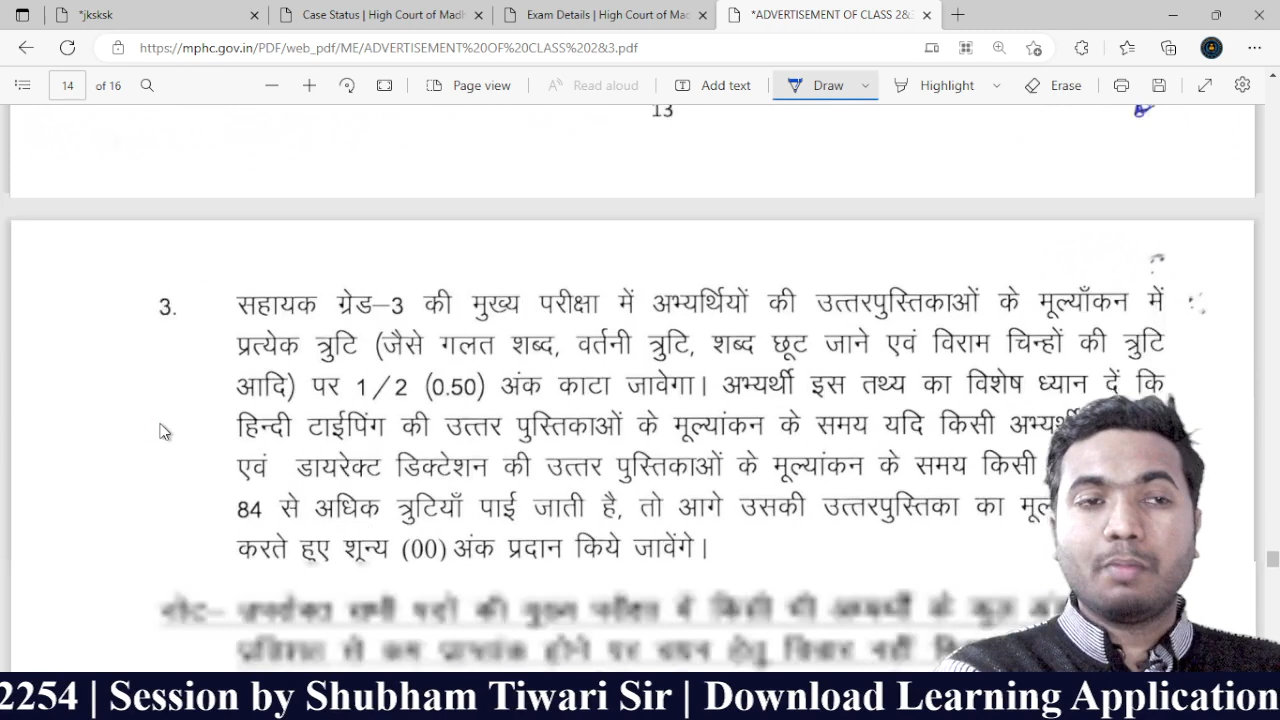 *jksksk
Case Status | High Court of Madh
Exam Details | High Court of Mac
*ADVERTISEMENT OF CLASS 2&3
https://mphc.gov.in/PDF/web_pdf/ME/ADVERTISEMENT%20OF%20CLASS%202&3.pdf
14 of 16 Page view Read aloud Add text Draw Highlight Erase
13
3. सहायक ग्रेड–3 की मुख्य परीक्षा में अभ्यर्थियों की उत्तरपुस्तिकाओं के मूल्याँकन में
प्रत्येक त्रुटि (जैसे गलत शब्द, वर्तनी त्रुटि, शब्द छूट जाने एवं विराम चिन्हों की त्रुटि
आदि) पर 1/2 (0.50) अंक काटा जावेगा। अभ्यर्थी इस तथ्य का विशेष ध्यान दें कि
हिन्दी टाईपिंग की उत्तर पुस्तिकाओं के मूल्यांकन के समय यदि किसी
एवं डायरेक्ट डिक्टेशन की उत्तर पुस्तिकाओं के मूल्यांकन के समय किसी
84 से अधिक त्रुटियाँ पाई जाती है, तो आगे उसकी उत्तरपुस्तिका का
करते हुए शून्य (00) अंक प्रदान किये जावेंगे।
2254 | Session by Shubham Tiwari Sir | Download Learning Application